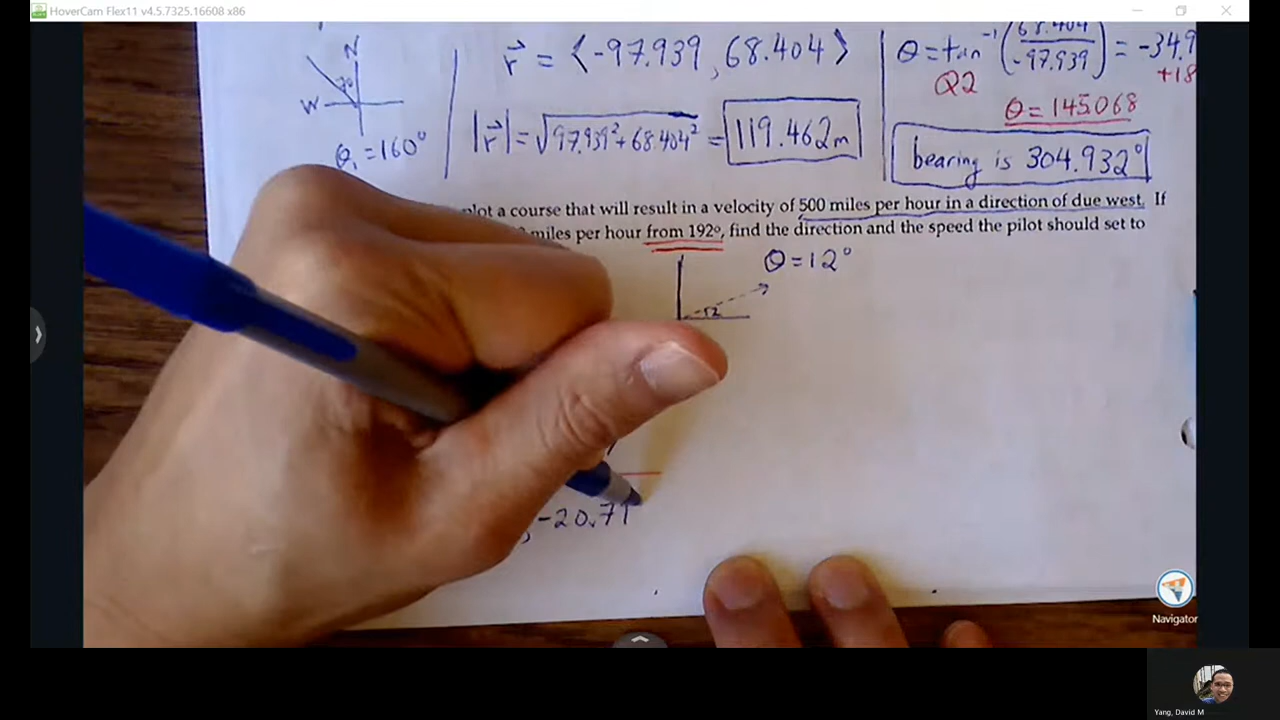 HoverCam Flex11 v4.5.7325.16608 x86
N
W
θ₁ = 160°
r⃗ = ⟨-97.939, 68.404⟩
|r⃗| = √97.939² + 68.404² = 119.462m
θ = tan⁻¹(68.404/-97.939) = -34.9
Q2
+18
θ = 145.068
bearing is 304.932°
plot a course that will result in a velocity of 500 miles per hour in a direction of due west. If
miles per hour from 192°, find the direction and the speed the pilot should set to
θ = 12°
12
, -20.7
Navigator
Yang, David M